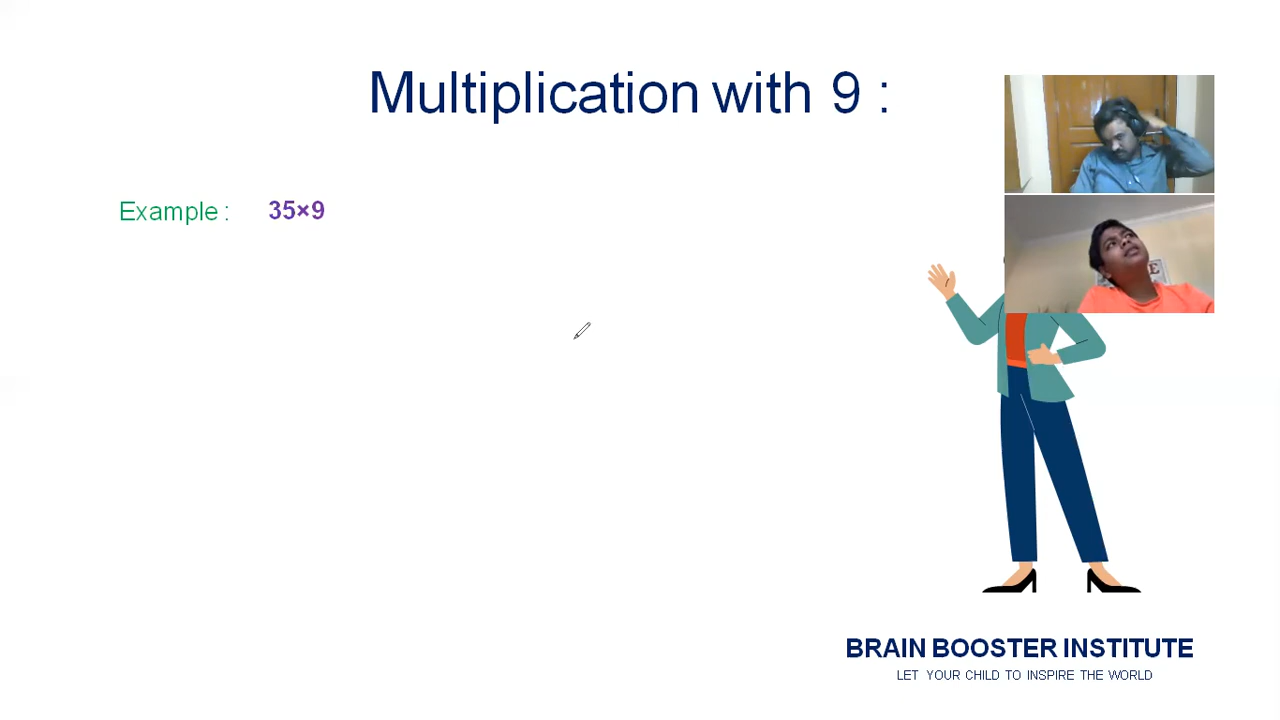 Multiplication with 9 :
Example : 35×9
BRAIN BOOSTER INSTITUTE
LET YOUR CHILD TO INSPIRE THE WORLD